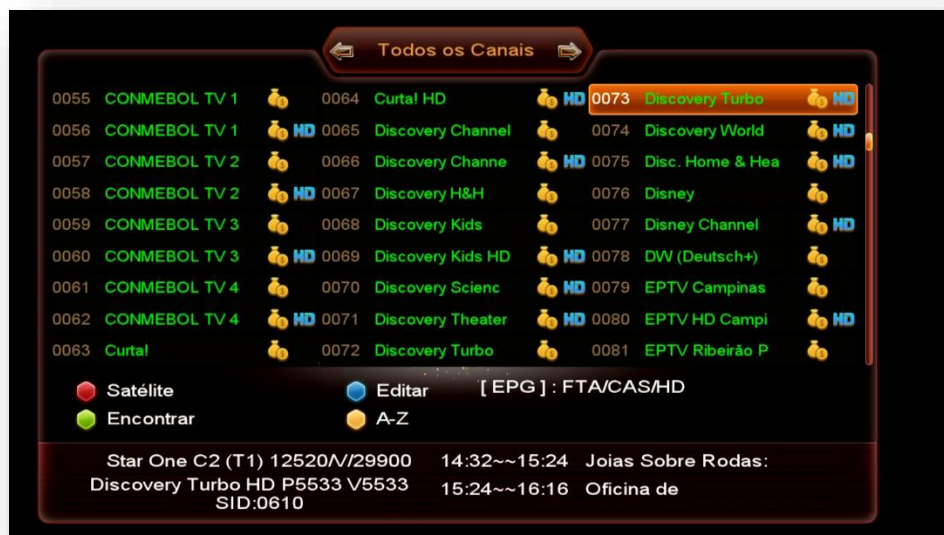 Todos os Canais
0055 CONMEBOL TV 1
0056 CONMEBOL TV 1 HD
0057 CONMEBOL TV 2
0058 CONMEBOL TV 2 HD
0059 CONMEBOL TV 3
0060 CONMEBOL TV 3 HD
0061 CONMEBOL TV 4
0062 CONMEBOL TV 4 HD
0063 Curta!
0064 Curta! HD HD
0065 Discovery Channel
0066 Discovery Channe HD
0067 Discovery H&H
0068 Discovery Kids
0069 Discovery Kids HD HD
0070 Discovery Scienc HD
0071 Discovery Theater HD
0072 Discovery Turbo
0073 Discovery Turbo HD
0074 Discovery World HD
0075 Disc. Home & Hea HD
0076 Disney
0077 Disney Channel HD
0078 DW (Deutsch+)
0079 EPTV Campinas
0080 EPTV HD Campi HD
0081 EPTV Ribeirão P
Satélite
Editar
[ EPG ] : FTA/CAS/HD
Encontrar
A-Z
Star One C2 (T1) 12520/V/29900
Discovery Turbo HD P5533 V5533
SID:0610
14:32~~15:24 Joias Sobre Rodas:
15:24~~16:16 Oficina de